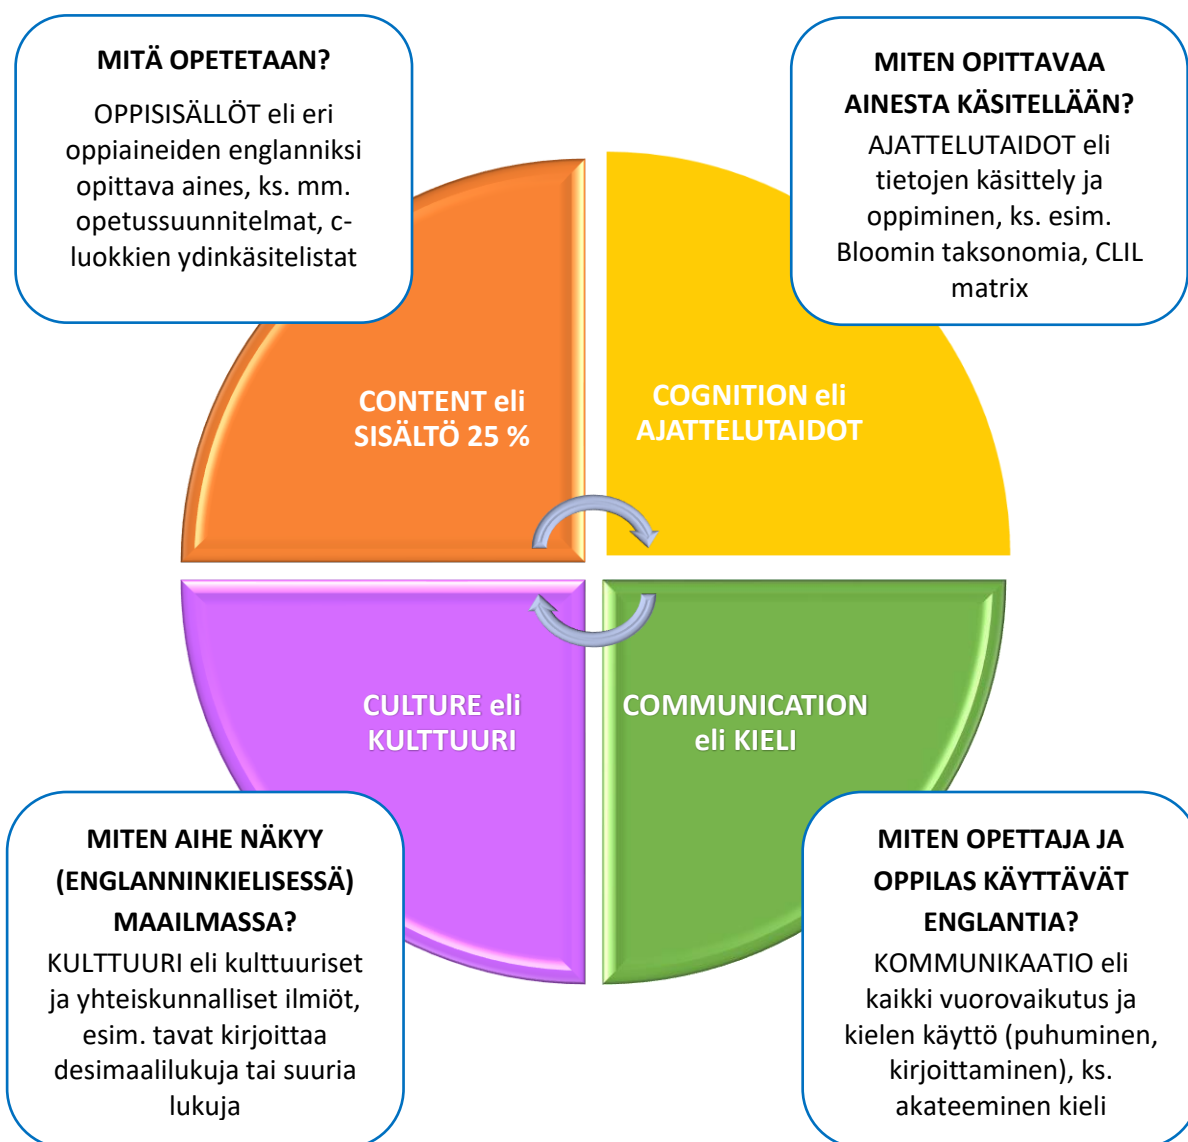 MITÄ OPETETAAN?
OPPISISÄLLÖT eli eri
oppiaineiden englanniksi
opittava aines, ks. mm.
opetussuunnitelmat, c-
luokkien ydinkäsitelistat
MITEN OPITTAVAA
AINESTA KÄSITELLÄÄN?
AJATTELUTAIDOT eli
tietojen käsittely ja
oppiminen, ks. esim.
Bloomin taksonomia, CLIL
matrix
CONTENT eli
SISÄLTÖ 25 %
COGNITION eli
AJATTELUTAIDOT
CULTURE eli
KULTTUURI
COMMUNICATION
eli KIELI
MITEN AIHE NÄKYY
(ENGLANNINKIELISESSÄ)
MAAILMASSA?
KULTTUURI eli kulttuuriset
ja yhteiskunnalliset ilmiöt,
esim. tavat kirjoittaa
desimaalilukuja tai suuria
lukuja
MITEN OPETTAJA JA
OPPILAS KÄYTTÄVÄT
ENGLANTIA?
KOMMUNIKAATIO eli
kaikki vuorovaikutus ja
kielen käyttö (puhuminen,
kirjoittaminen), ks.
akateeminen kieli